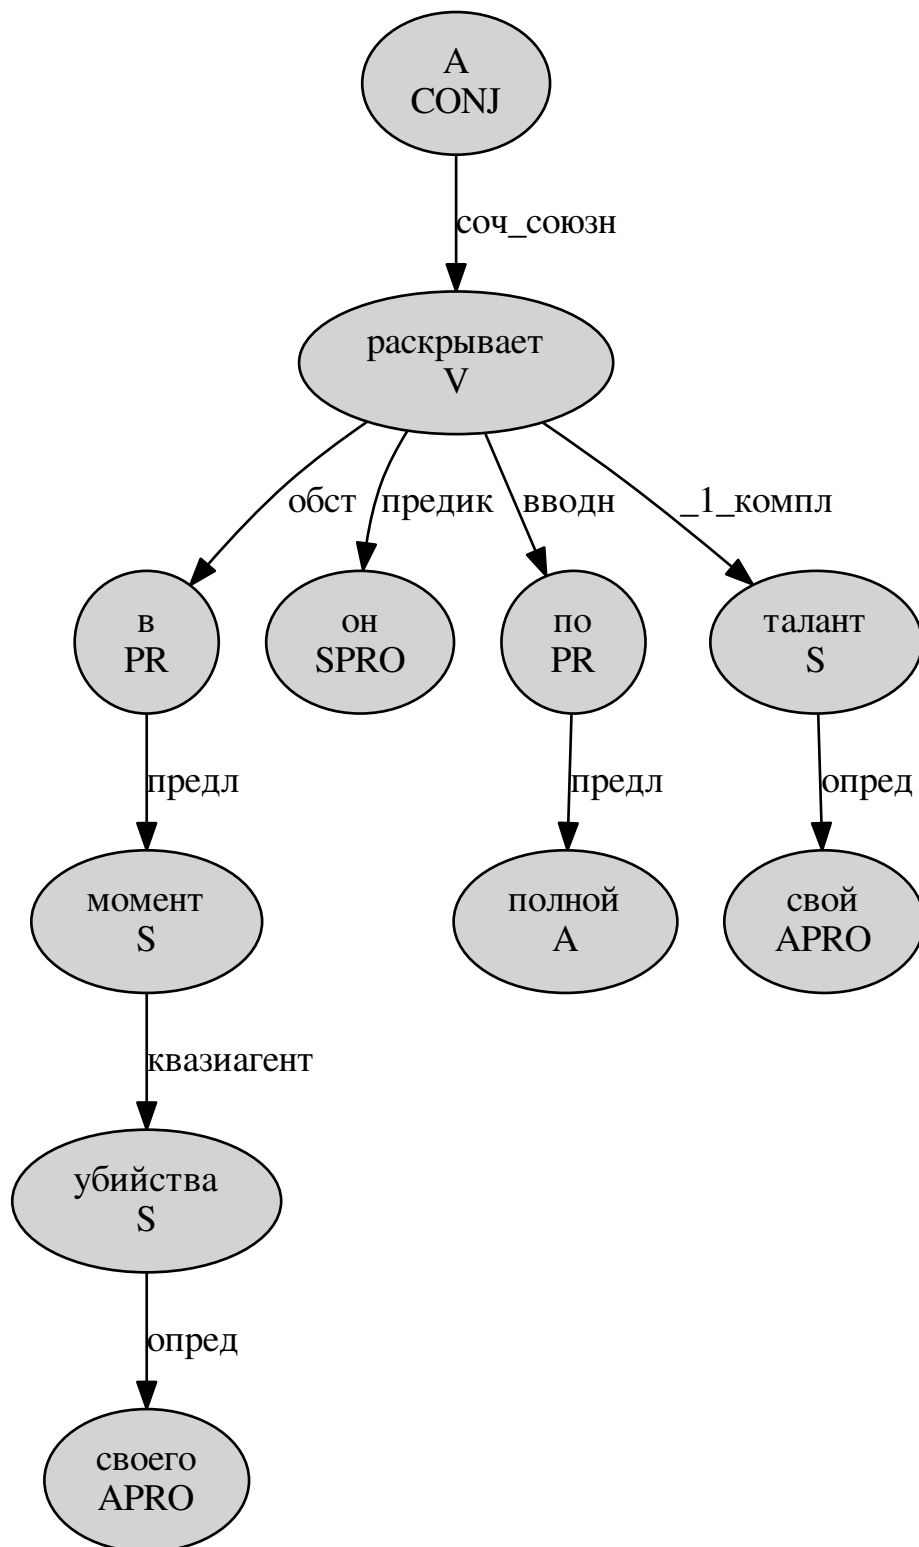 А
CONJ
соч_союзн
раскрывает
V
обст
предик
вводн
_1_компл
в
PR
он
SPRO
по
PR
талант
S
предл
предл
опред
момент
S
полной
A
свой
APRO
квазиагент
убийства
S
опред
своего
APRO